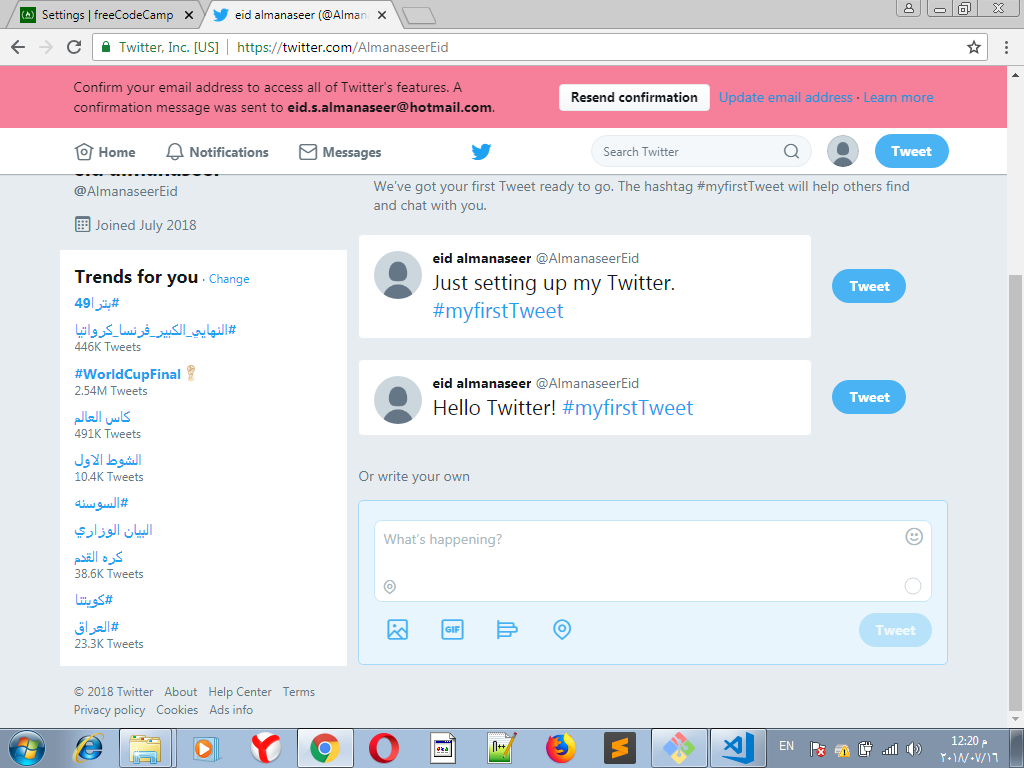 Settings | freeCodeCamp
eid almanaseer (@Alman
Twitter, Inc. [US]
https://twitter.com/AlmanaseerEid
Confirm your email address to access all of Twitter's features. A
confirmation message was sent to eid.s.almanaseer@hotmail.com.
Resend confirmation
Update email address · Learn more
Home
Notifications
Messages
Search Twitter
Tweet
eid almanaseer
@AlmanaseerEid
Joined July 2018
Trends for you · Change
#بترا49
#النهايي_الكبير_فرنسا_كرواتيا
446K Tweets
#WorldCupFinal
2.54M Tweets
كاس العالم
491K Tweets
الشوط الاول
10.4K Tweets
#السوسنه
البيان الوزاري
كره القدم
38.6K Tweets
#كويتنا
#العراق
23.3K Tweets
© 2018 Twitter About Help Center Terms
Privacy policy Cookies Ads info
We've got your first Tweet ready to go. The hashtag #myfirstTweet will help others find
and chat with you.
eid almanaseer @AlmanaseerEid
Just setting up my Twitter.
#myfirstTweet
Tweet
eid almanaseer @AlmanaseerEid
Hello Twitter! #myfirstTweet
Tweet
Or write your own
What's happening?
GIF
Tweet
EN
12:20 م
٢٠١٨/٠٧/١٦